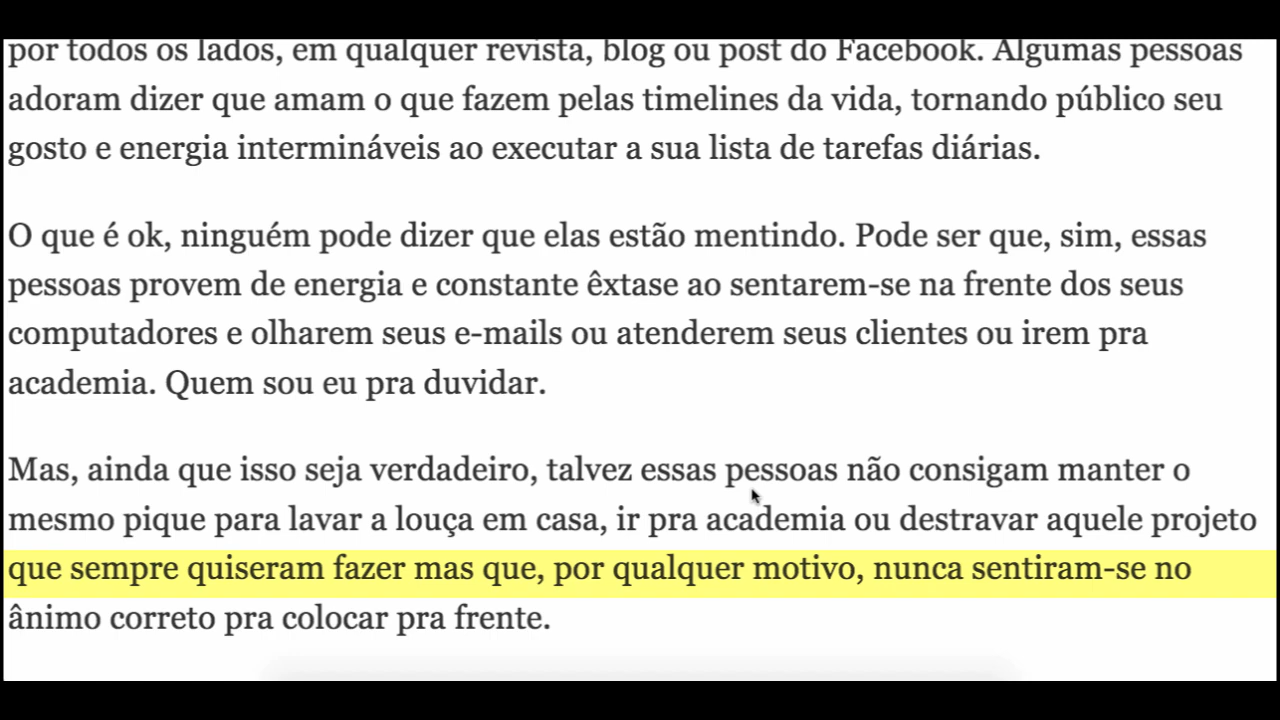 por todos os lados, em qualquer revista, blog ou post do Facebook. Algumas pessoas
adoram dizer que amam o que fazem pelas timelines da vida, tornando público seu
gosto e energia intermináveis ao executar a sua lista de tarefas diárias.
O que é ok, ninguém pode dizer que elas estão mentindo. Pode ser que, sim, essas
pessoas provem de energia e constante êxtase ao sentarem-se na frente dos seus
computadores e olharem seus e-mails ou atenderem seus clientes ou irem pra
academia. Quem sou eu pra duvidar.
Mas, ainda que isso seja verdadeiro, talvez essas pessoas não consigam manter o
mesmo pique para lavar a louça em casa, ir pra academia ou destravar aquele projeto
que sempre quiseram fazer mas que, por qualquer motivo, nunca sentiram-se no
ânimo correto pra colocar pra frente.